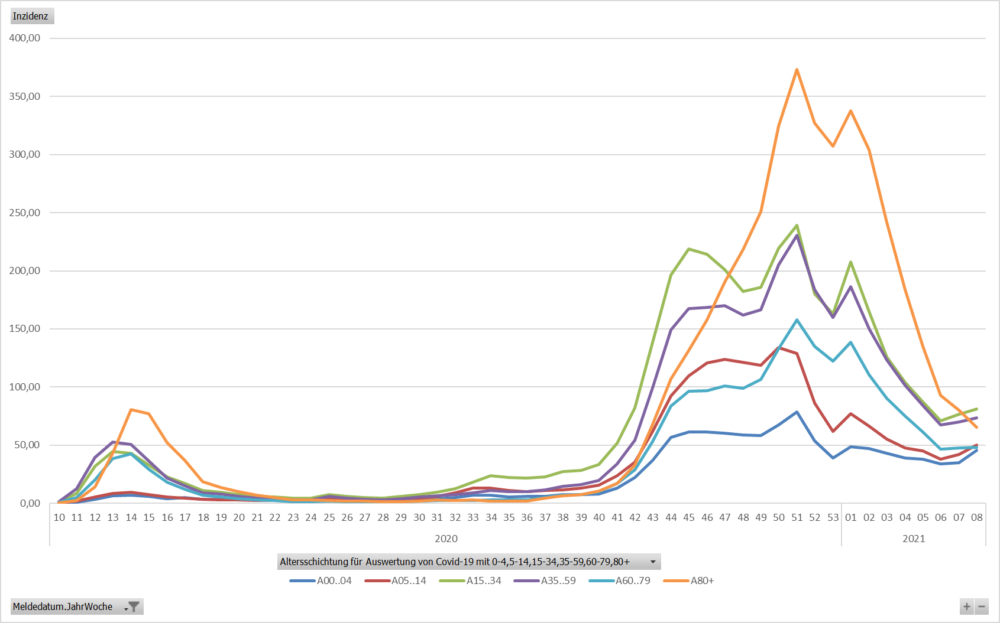 Inzidenz
400,00
350,00
300,00
250,00
200,00
150,00
100,00
50,00
0,00
10 11 12 13 14 15 16 17 18 19 20 21 22 23 24 25 26 27 28 29 30 31 32 33 34 35 36 37 38 39 40 41 42 43 44 45 46 47 48 49 50 51 52 53 01 02 03 04 05 06 07 08
2020 2021
Altersschichtung für Auswertung von Covid-19 mit 0-4,5-14,15-34,35-59,60-79,80+
A00..04 A05..14 A15..34 A35..59 A60..79 A80+
Meldedatum.JahrWoche
+ −